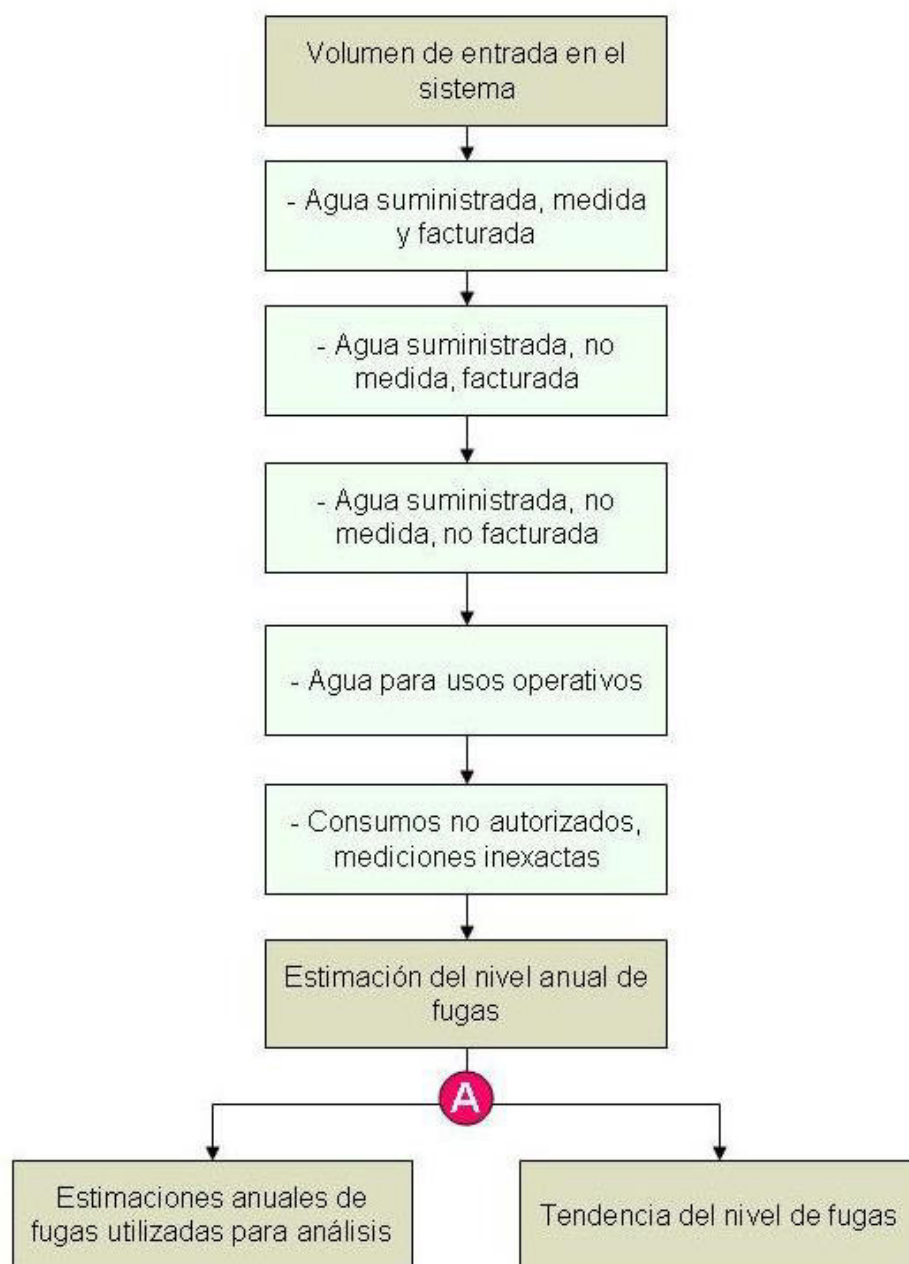 Volumen de entrada en el
sistema
- Agua suministrada, medida
y facturada
- Agua suministrada, no
medida, facturada
- Agua suministrada, no
medida, no facturada
- Agua para usos operativos
- Consumos no autorizados,
mediciones inexactas
Estimación del nivel anual de
fugas
A
Estimaciones anuales de
fugas utilizadas para análisis
Tendencia del nivel de fugas